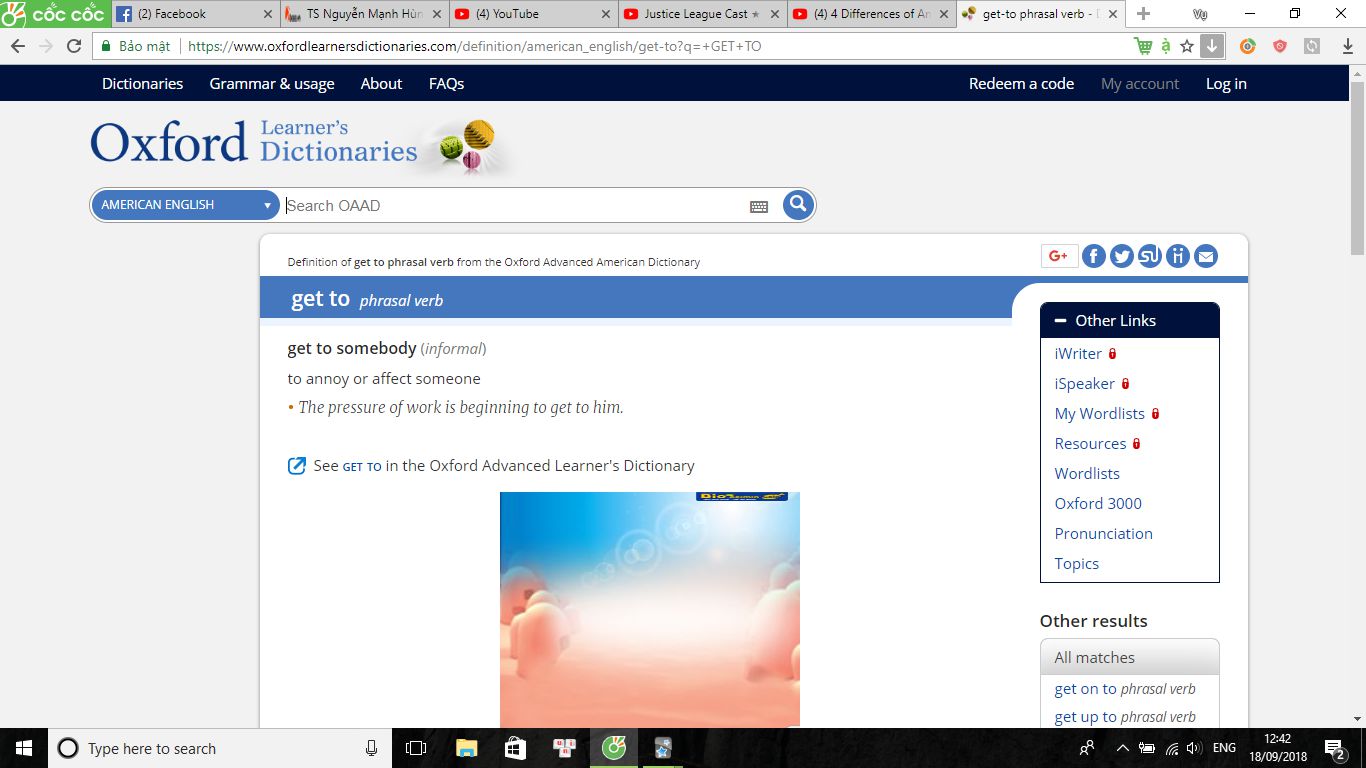 cốc cốc (2) Facebook TS Nguyễn Mạnh Hùn (4) YouTube Justice League Cast ★ (4) 4 Differences of An get-to phrasal verb - D Vụ
Bảo mật https://www.oxfordlearnersdictionaries.com/definition/american_english/get-to?q=+GET+TO
Dictionaries Grammar & usage About FAQs Redeem a code My account Log in
Oxford Learner's Dictionaries
AMERICAN ENGLISH Search OAAD
Definition of get to phrasal verb from the Oxford Advanced American Dictionary G+
get to phrasal verb
get to somebody (informal)
to annoy or affect someone
• The pressure of work is beginning to get to him.
See GET TO in the Oxford Advanced Learner's Dictionary
Other Links
iWriter
iSpeaker
My Wordlists
Resources
Wordlists
Oxford 3000
Pronunciation
Topics
Other results
All matches
get on to phrasal verb
get up to phrasal verb
Type here to search ENG 12:42
18/09/2018 2